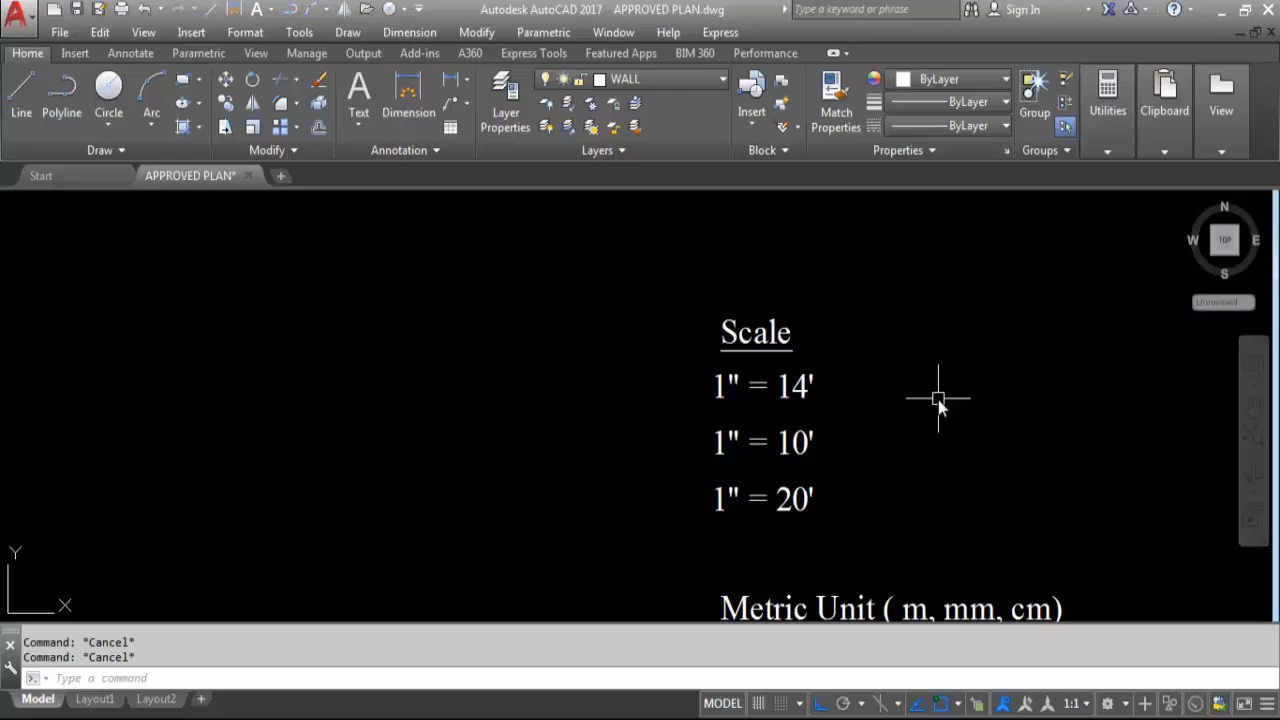 Autodesk AutoCAD 2017 APPROVED PLAN.dwg
Type a keyword or phrase
Sign In
File Edit View Insert Format Tools Draw Dimension Modify Parametric Window Help Express
Home Insert Annotate Parametric View Manage Output Add-ins A360 Express Tools Featured Apps BIM 360 Performance
WALL
ByLayer
ByLayer
ByLayer
Line Polyline Circle Arc
Text Dimension
Layer Properties
Insert
Match Properties
Group
Utilities
Clipboard
View
Draw Modify Annotation Layers Block Properties Groups
Start APPROVED PLAN*
N
W TOP E
S
Unnamed
Scale
1" = 14'
1" = 10'
1" = 20'
Metric Unit ( m, mm, cm)
Y
X
Command: *Cancel*
Command: *Cancel*
Type a command
Model Layout1 Layout2
MODEL 1:1